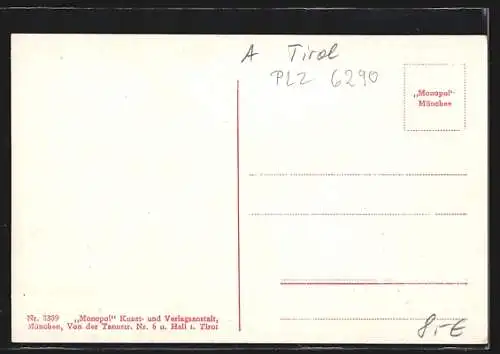 A Tirol
PLZ 6290
„Monopol“
München
Nr. 3399 „Monopol“ Kunst- und Verlagsanstalt,
München, Von der Tannstr. Nr. 6 u. Hall i. Tirol
8,-€